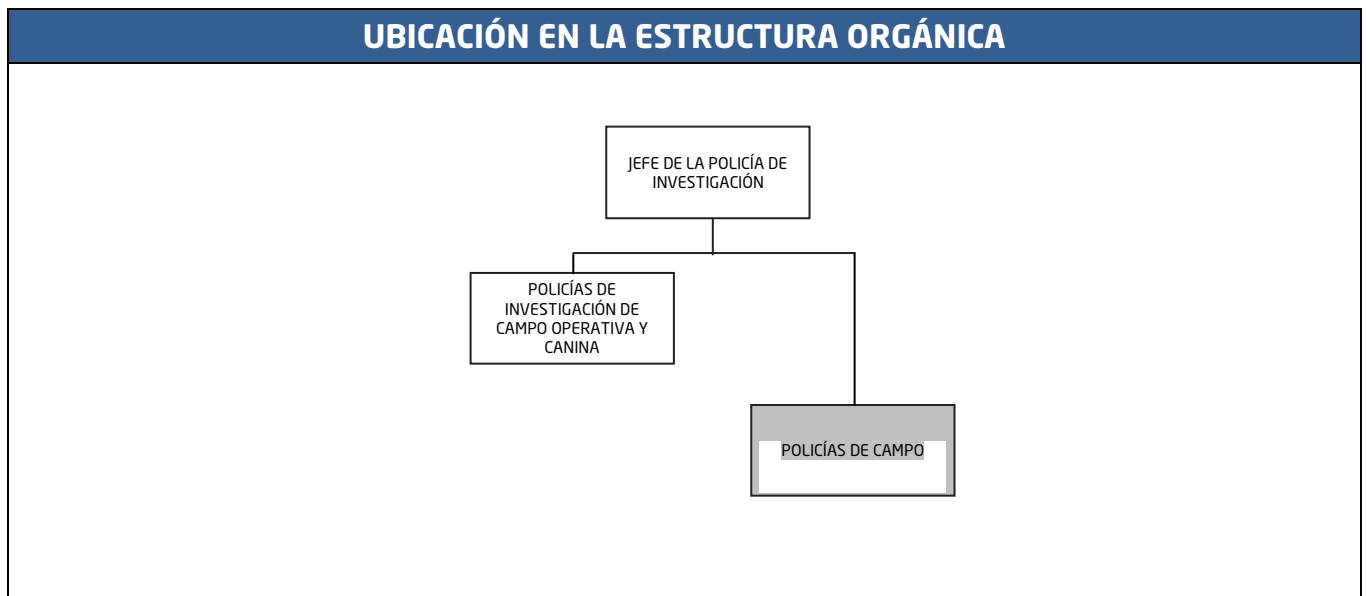 UBICACIÓN EN LA ESTRUCTURA ORGÁNICA
JEFE DE LA POLICÍA DE
INVESTIGACIÓN
POLICÍAS DE
INVESTIGACIÓN DE
CAMPO OPERATIVA Y
CANINA
POLICÍAS DE CAMPO